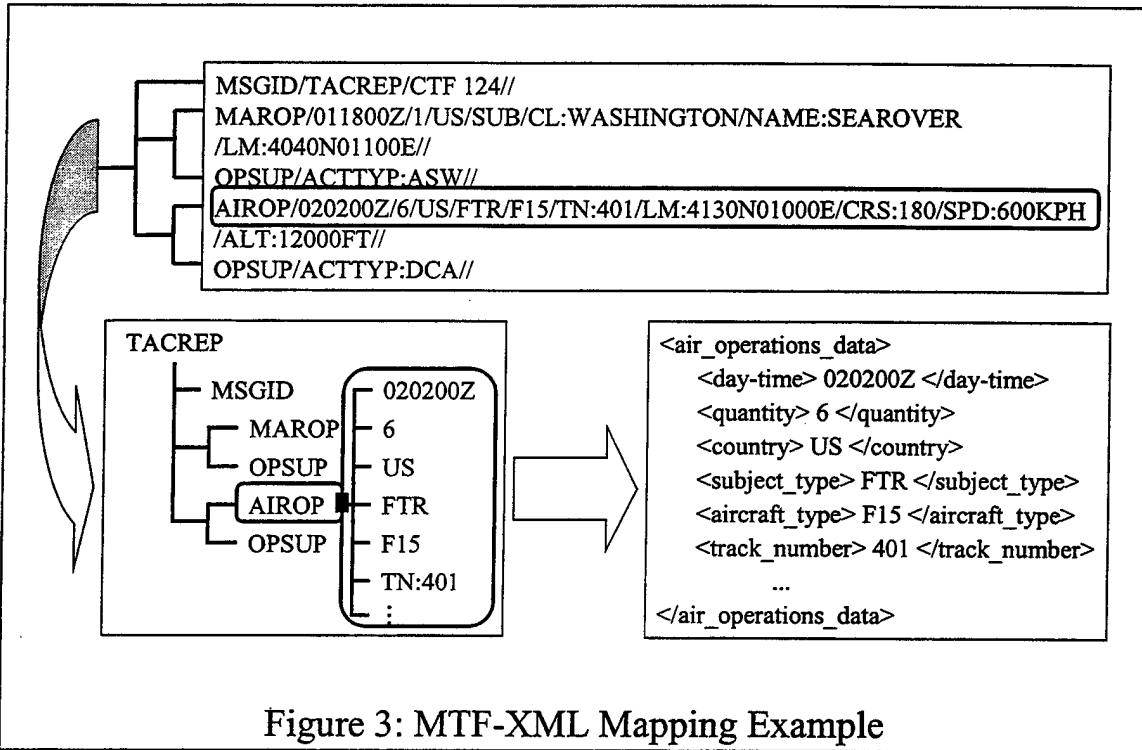 MSGID/TACREP/CTF 124//
MAROP/011800Z/1/US/SUB/CL:WASHINGTON/NAME:SEAROVER
/LM:4040N01100E//
OPSUP/ACTTYP:ASW//
AIROP/020200Z/6/US/FTR/F15/TN:401/LM:4130N01000E/CRS:180/SPD:600KPH
/ALT:12000FT//
OPSUP/ACTTYP:DCA//
TACREP
MSGID
MAROP
OPSUP
AIROP
OPSUP
020200Z
6
US
FTR
F15
TN:401
⋮
<air_operations_data>
<day-time> 020200Z </day-time>
<quantity> 6 </quantity>
<country> US </country>
<subject_type> FTR </subject_type>
<aircraft_type> F15 </aircraft_type>
<track_number> 401 </track_number>
...
</air_operations_data>
Figure 3: MTF-XML Mapping Example